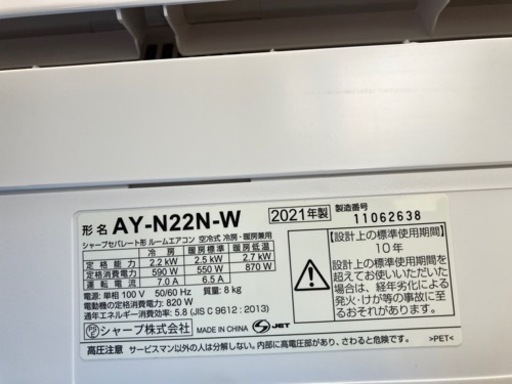 形名 AY-N22N-W 2021年製 製造番号 11062638
シャープセパレート形 ルームエアコン 空冷式 冷房・暖房兼用
冷房 暖房標準 暖房低温
定格能力 2.2 kW 2.5 kW 2.7 kW
定格消費電力 590 W 550 W 870 W
運転電流 7.0 A 6.5 A
電源: 単相 100 V 50/60 Hz 質量: 8 kg
電動機の定格消費電力: 820 W
通年エネルギー消費効率: 5.8 (JIS C 9612 : 2013)
シャープ株式会社 MADE IN CHINA JET
高圧注意 サービスマン以外の人は分解しない。内部に高電圧部があり、さわると危険です。
【設計上の標準使用期間】
10 年
設計上の標準使用期間を
超えてお使いいただいた
場合は、経年劣化による
発火・けが等の事故に至
るおそれがあります。
>PET<